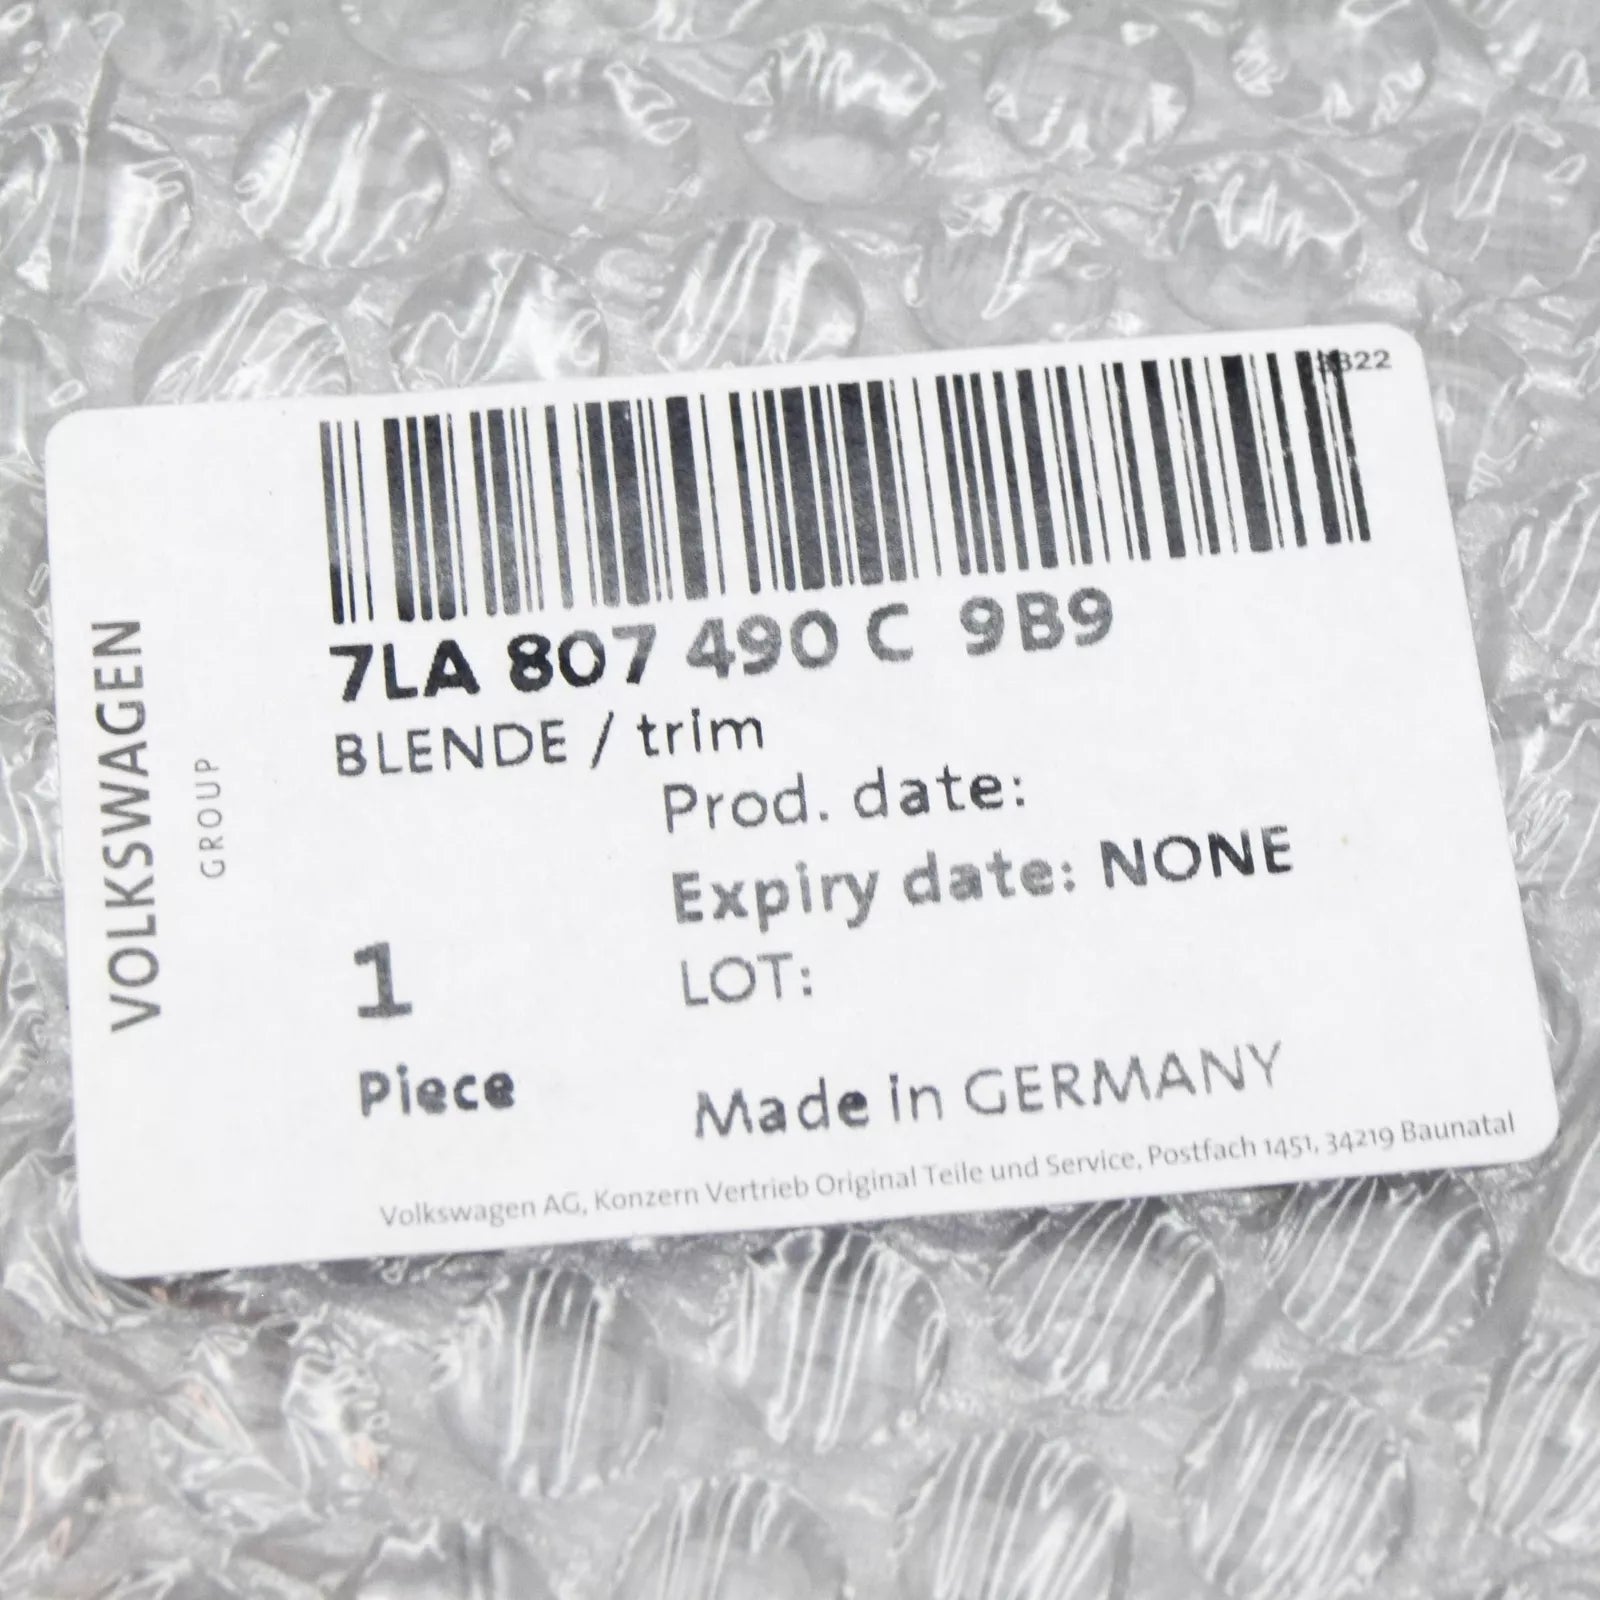 VOLKSWAGEN
GROUP
7LA 807 490 C 9B9
BLENDE / trim
Prod. date:
Expiry date: NONE
LOT:
1
Piece
Made in GERMANY
Volkswagen AG, Konzern Vertrieb Original Teile und Service, Postfach 1451, 34219 Baunatal